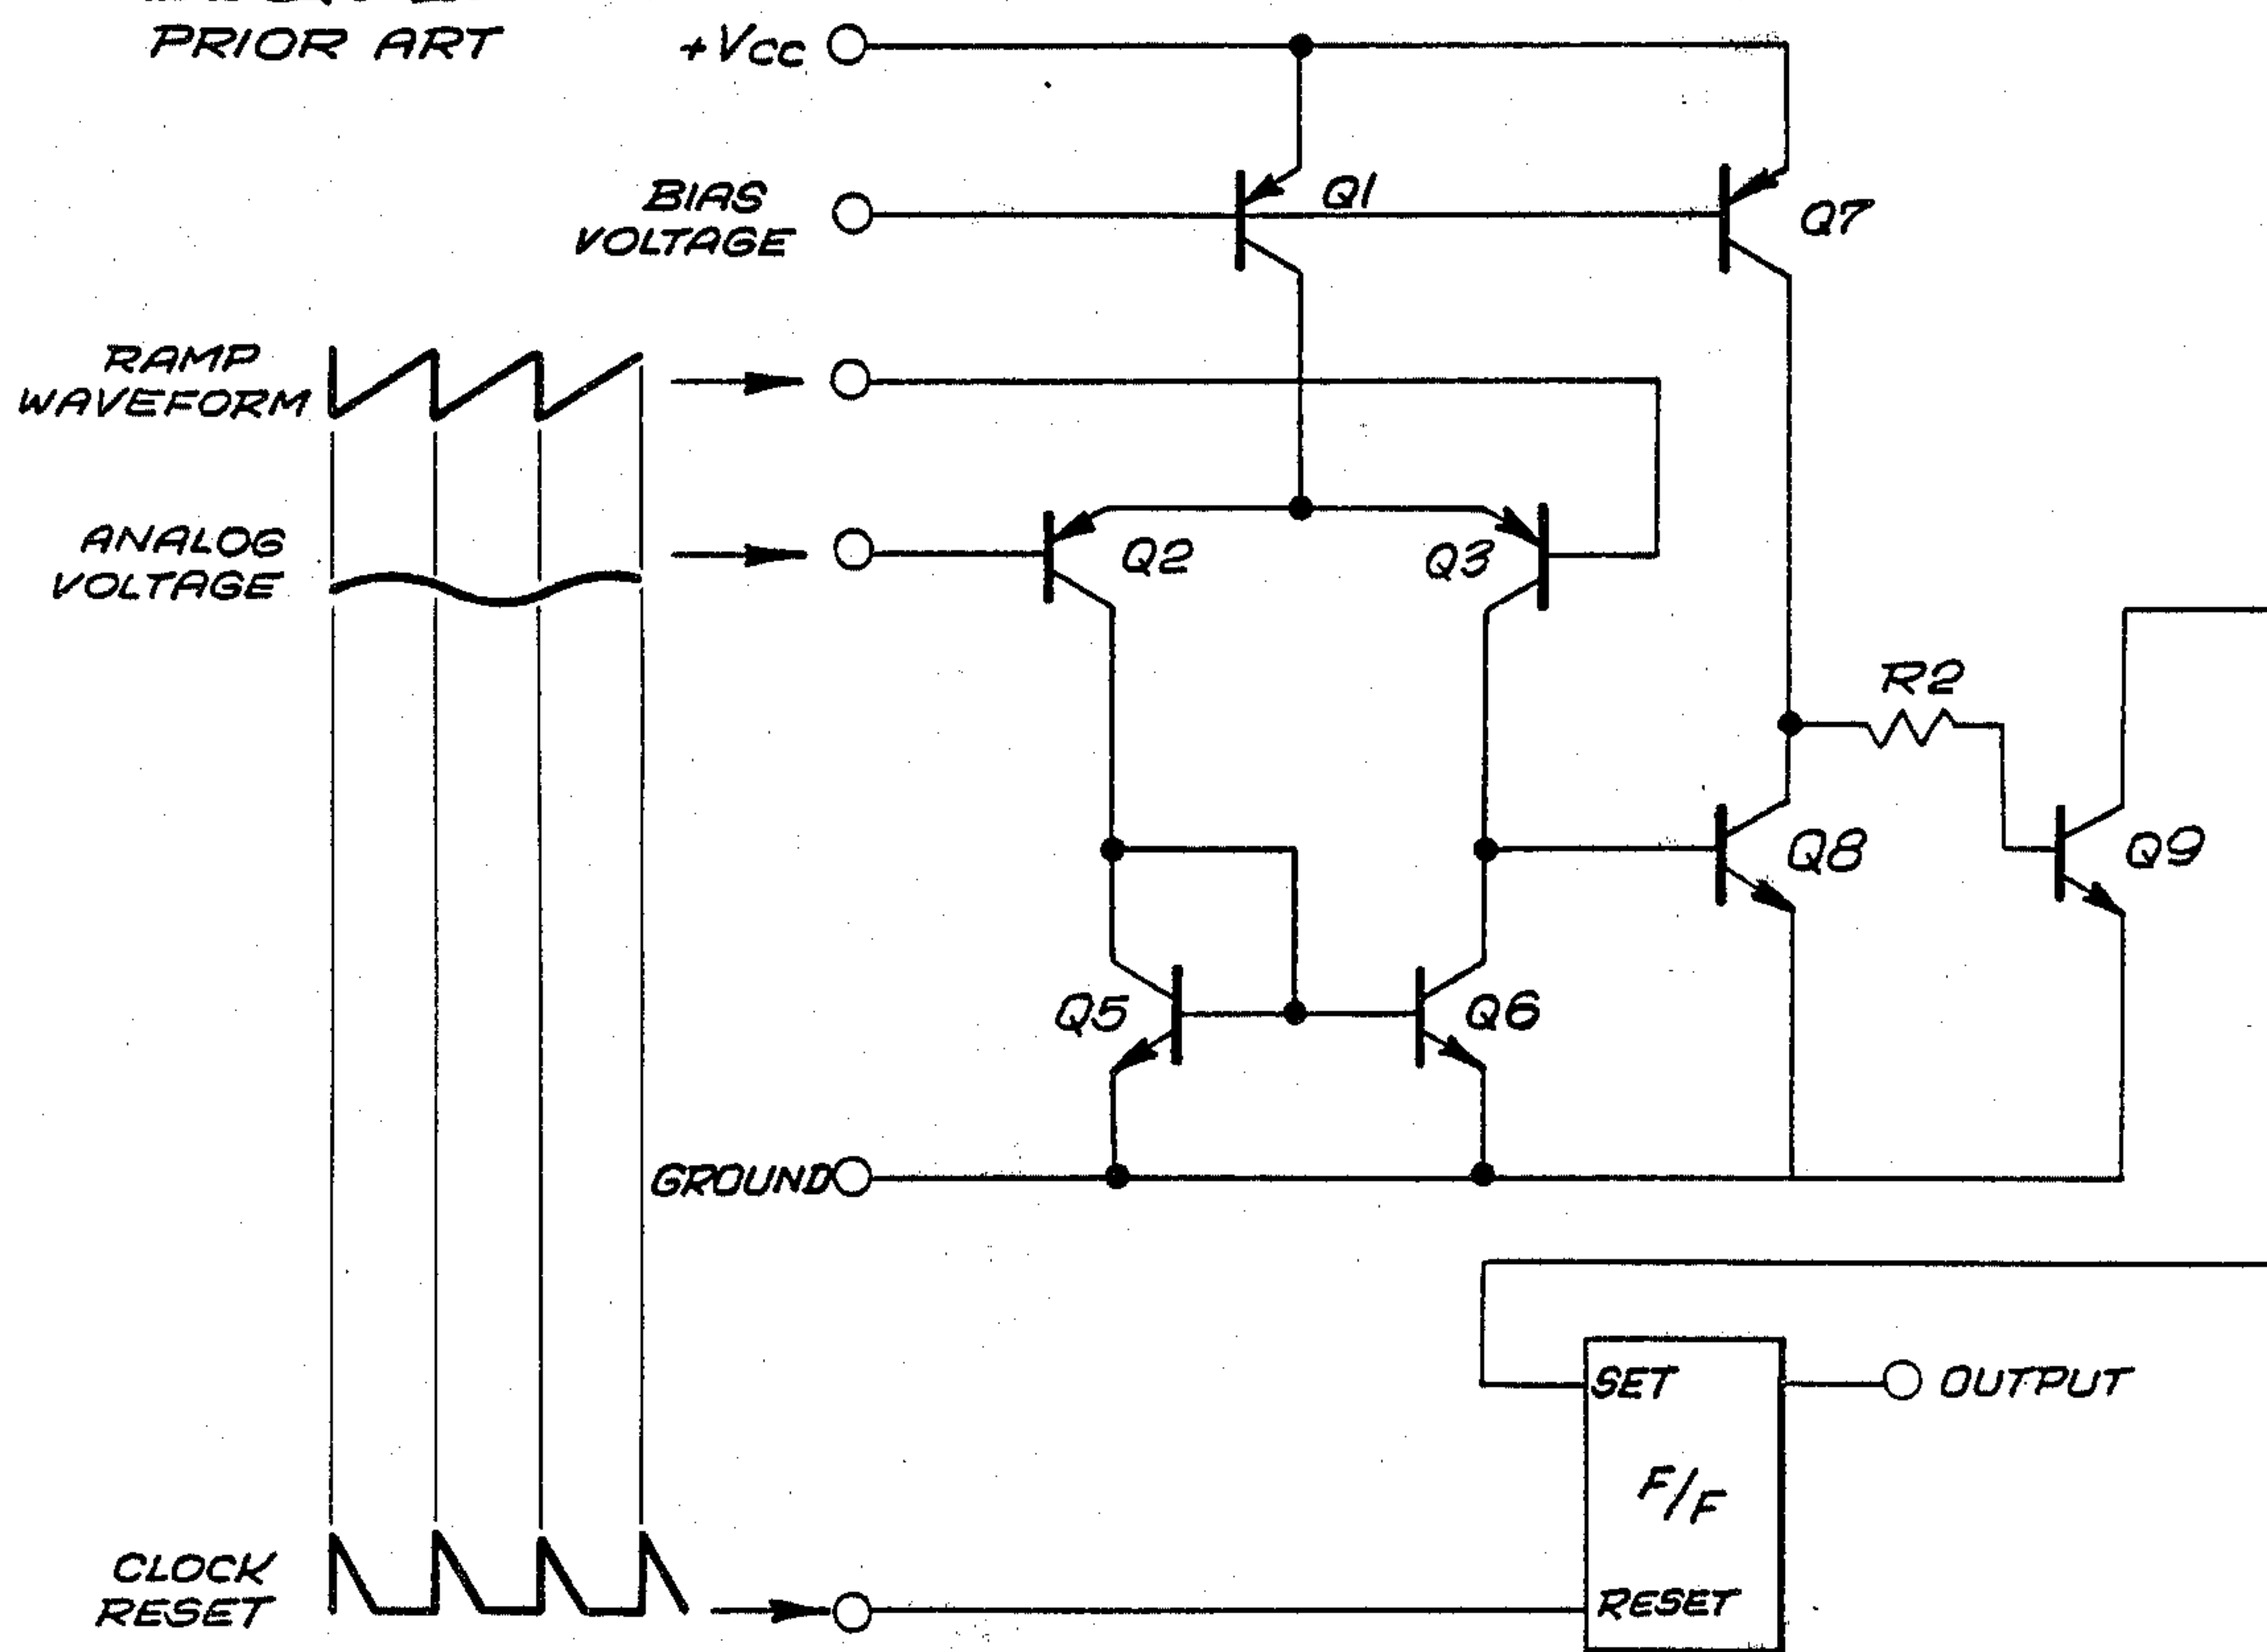 PRIOR ART
+Vcc
BIAS
VOLTAGE
Q1
Q7
RAMP
WAVEFORM
ANALOG
VOLTAGE
Q2
Q3
R2
Q8
Q9
Q5
Q6
GROUND
SET
OUTPUT
F/F
CLOCK
RESET
RESET